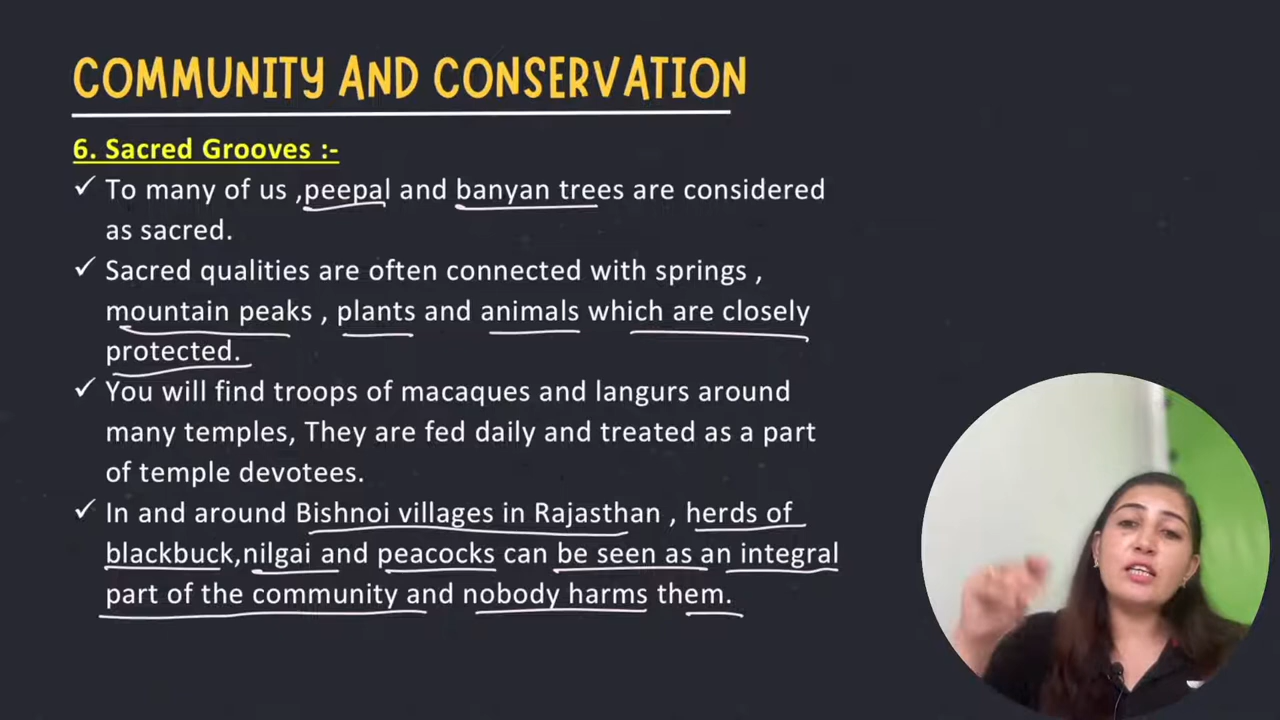 COMMUNITY AND CONSERVATION
6. Sacred Grooves :-
✓ To many of us ,peepal and banyan trees are considered
as sacred.
✓ Sacred qualities are often connected with springs ,
mountain peaks , plants and animals which are closely
protected.
✓ You will find troops of macaques and langurs around
many temples, They are fed daily and treated as a part
of temple devotees.
✓ In and around Bishnoi villages in Rajasthan , herds of
blackbuck,nilgai and peacocks can be seen as an integral
part of the community and nobody harms them.